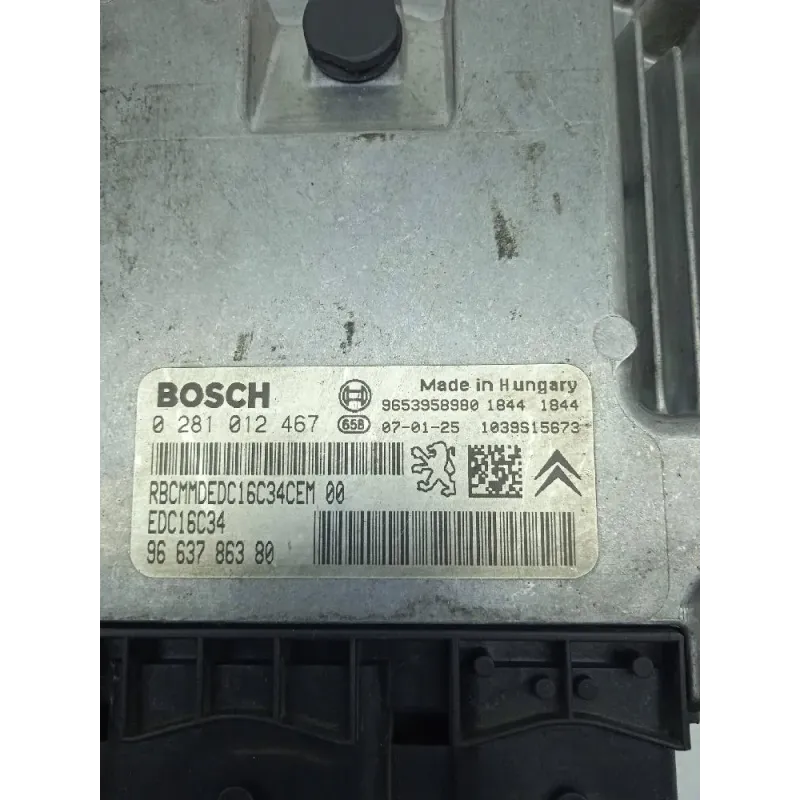 BOSCH
Made in Hungary
9653958980 1844 1844
0 281 012 467 658 07-01-25 1039S15673
RBCMMDEDC16C34CEM 00
EDC16C34
96 637 863 80